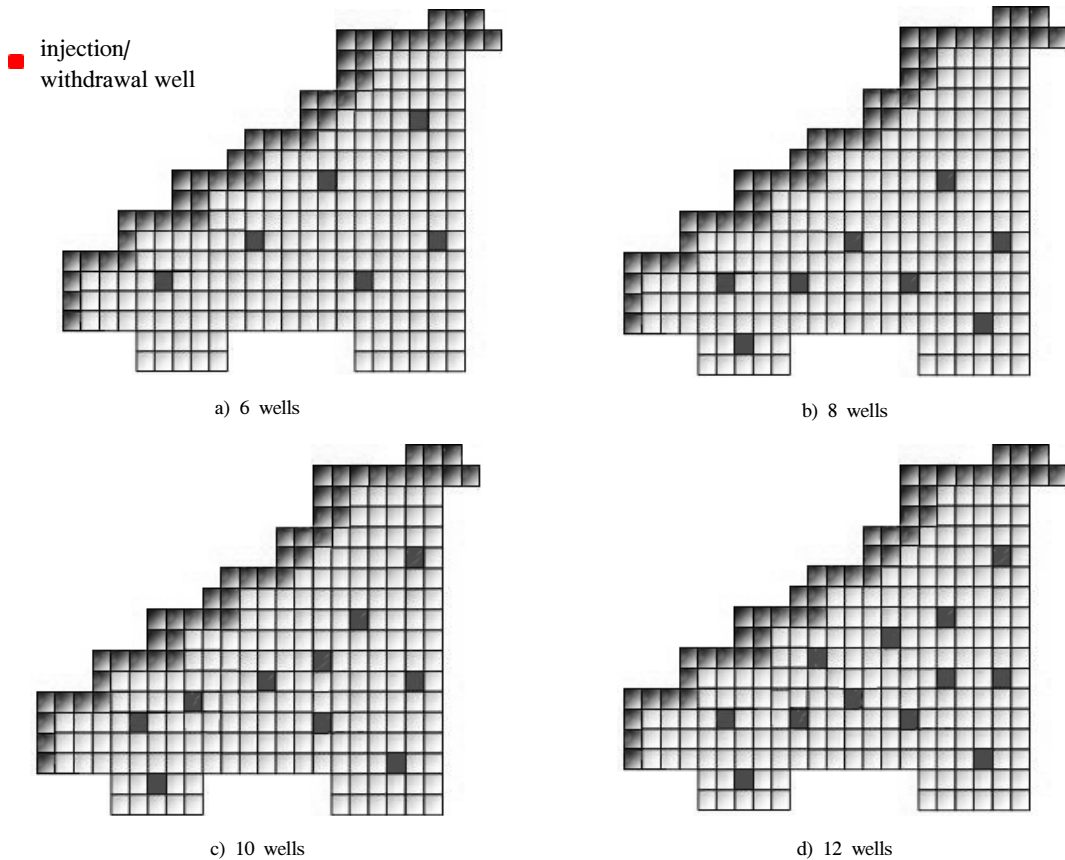 injection/
withdrawal well
a) 6 wells
b) 8 wells
c) 10 wells
d) 12 wells